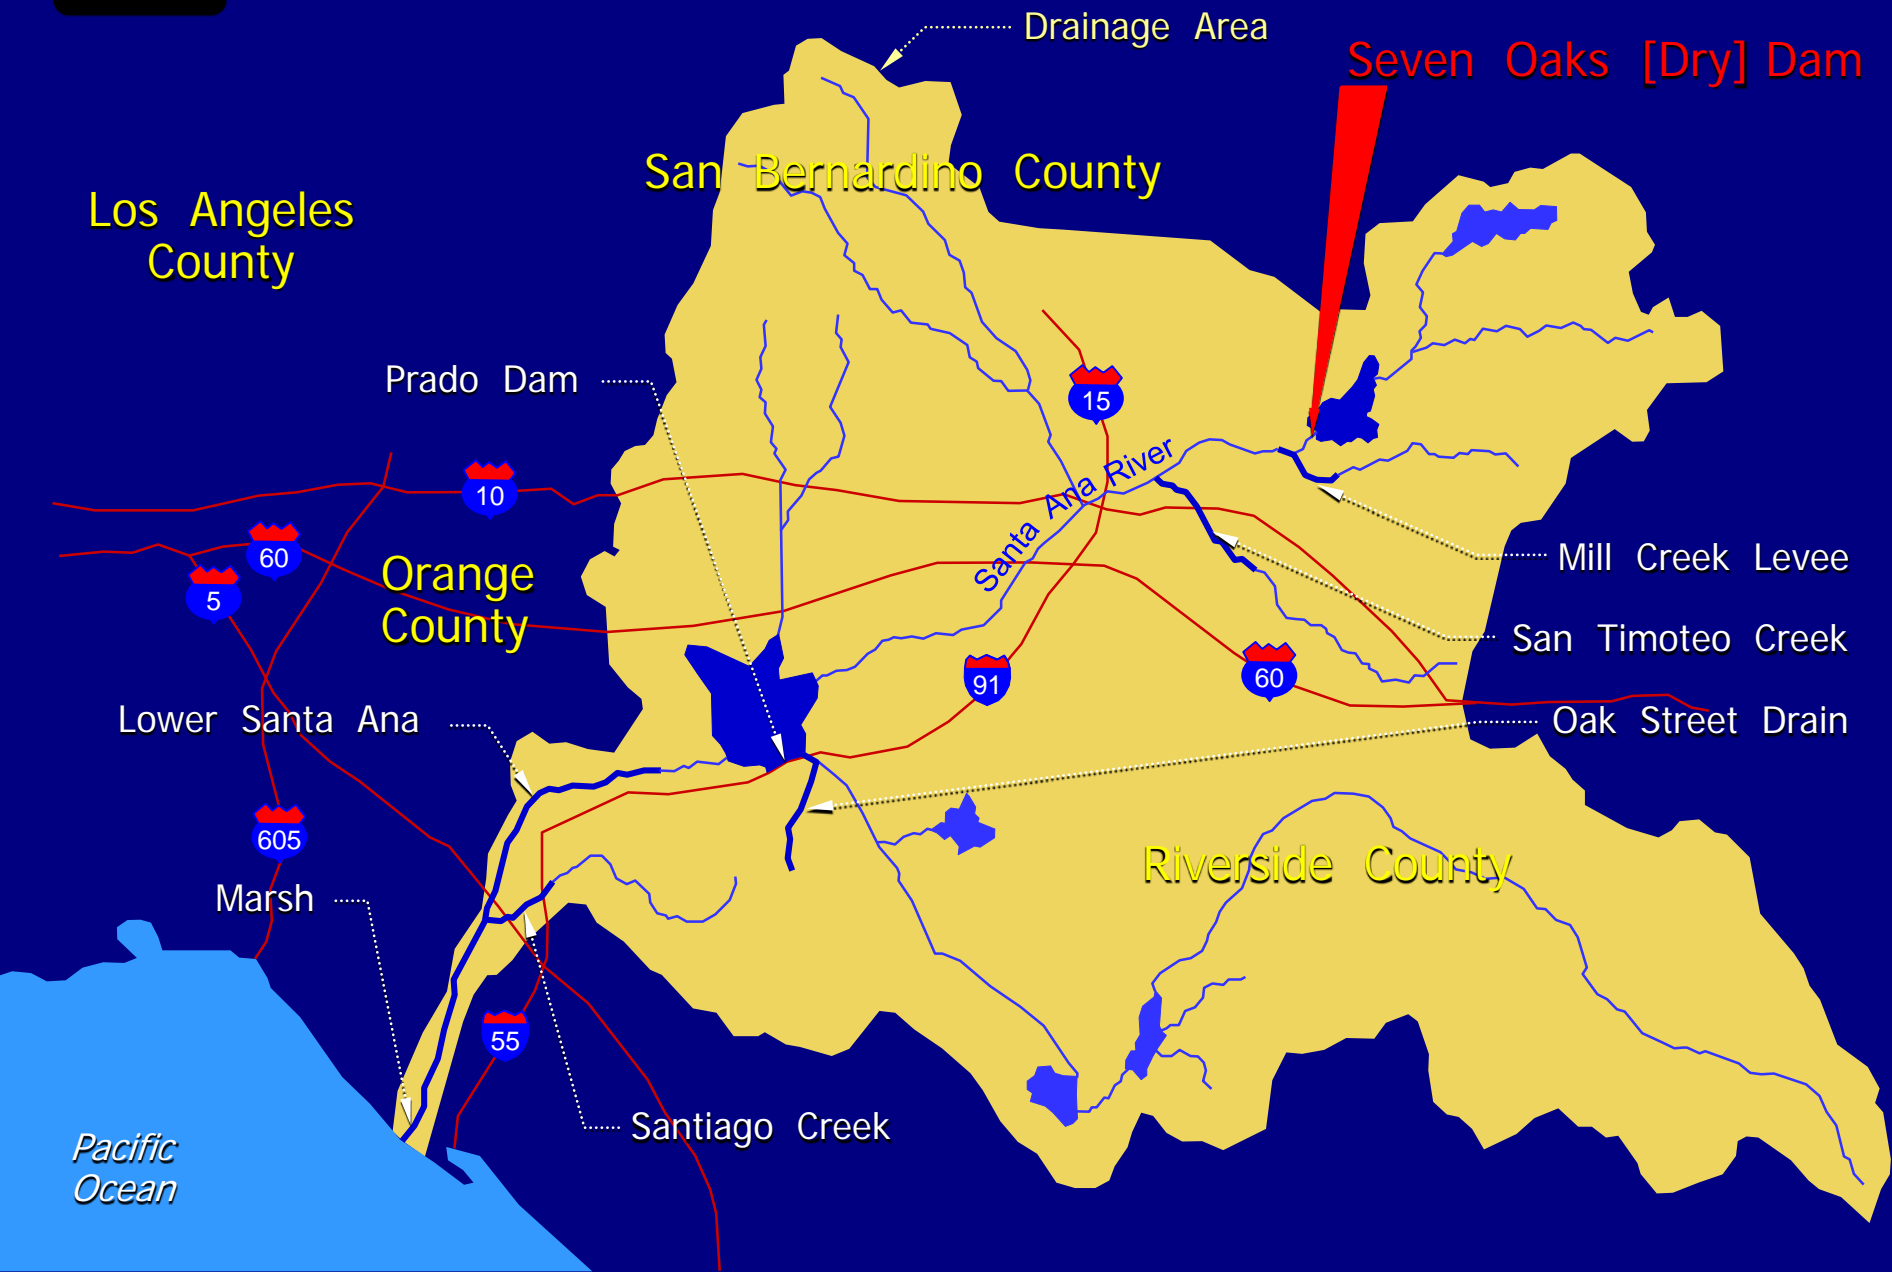 Drainage Area
Seven Oaks [Dry] Dam
San Bernardino County
Los Angeles
County
Prado Dam
15
Santa Ana River
10
60
5
Orange
County
Mill Creek Levee
San Timoteo Creek
91
60
Lower Santa Ana
Oak Street Drain
605
Riverside County
Marsh
55
Santiago Creek
Pacific
Ocean